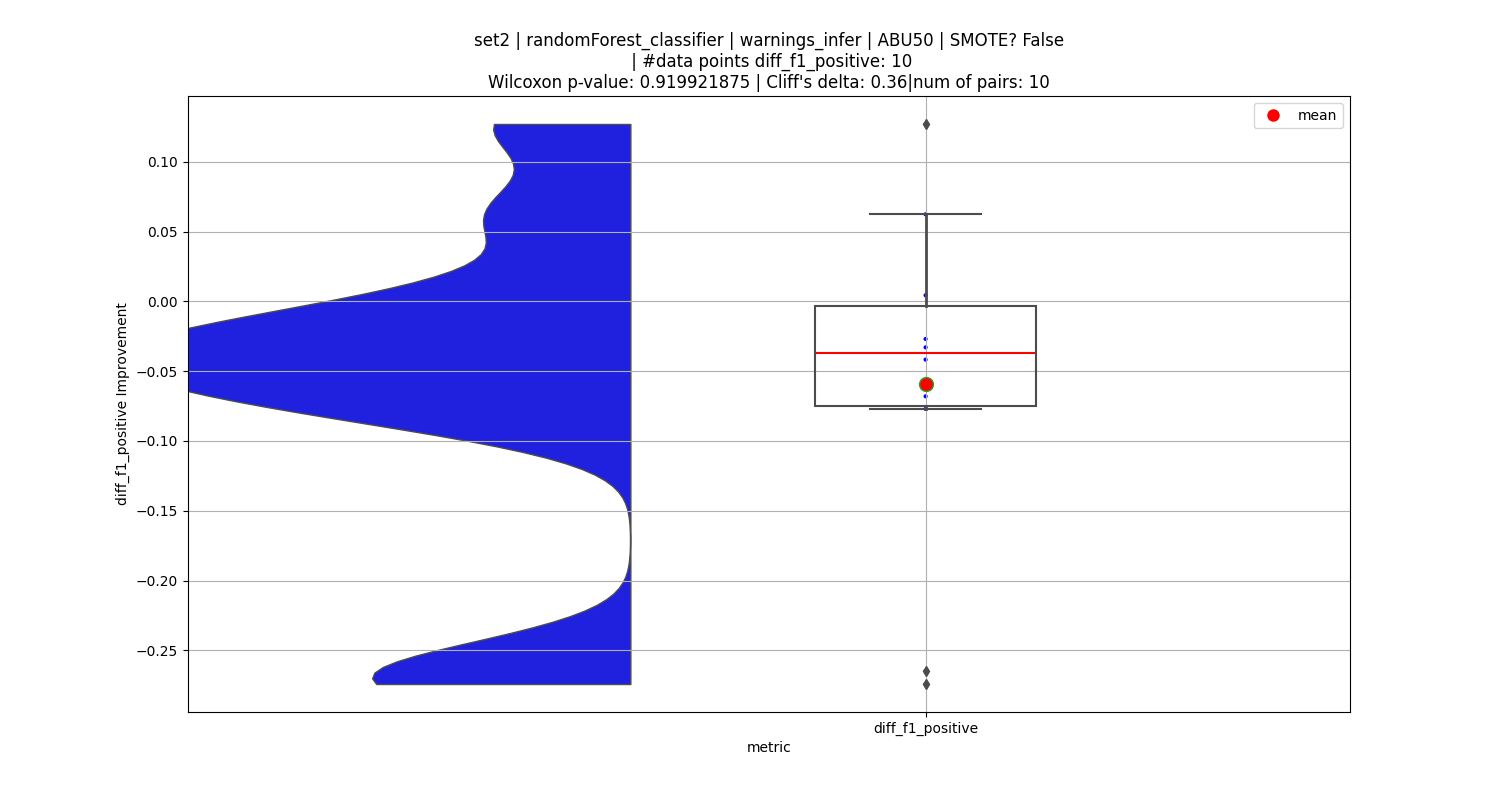 set2 | randomForest_classifier | warnings_infer | ABU50 | SMOTE? False
| #data points diff_f1_positive: 10
Wilcoxon p-value: 0.919921875 | Cliff's delta: 0.36|num of pairs: 10
mean
0.10
0.05
0.00
−0.05
−0.10
−0.15
−0.20
−0.25
diff_f1_positive Improvement
diff_f1_positive
metric